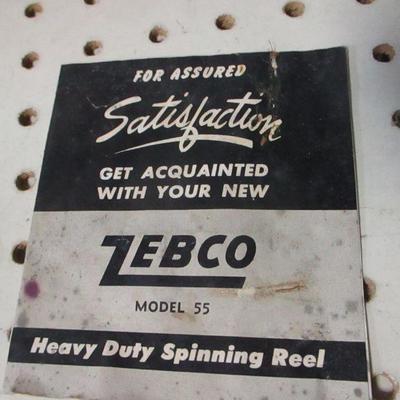 FOR ASSURED
Satisfaction
GET ACQUAINTED
WITH YOUR NEW
ZEBCO
MODEL 55
Heavy Duty Spinning Reel